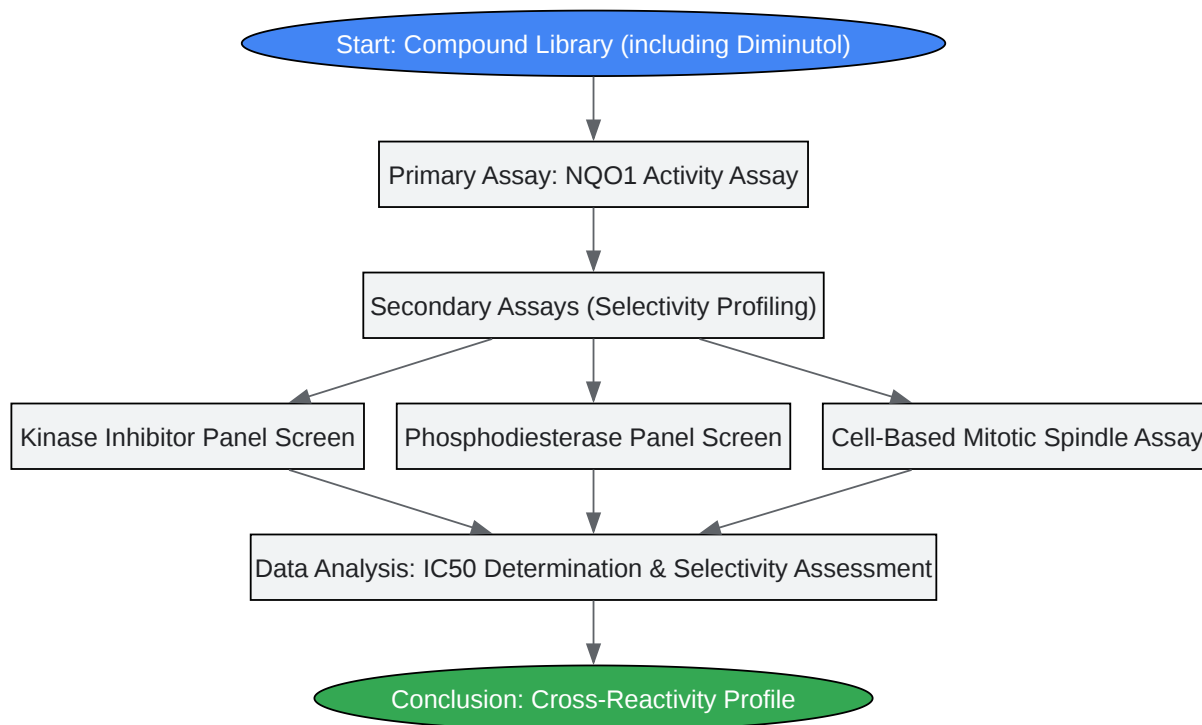 Start: Compound Library (including Diminutol)
Primary Assay: NQO1 Activity Assay
Secondary Assays (Selectivity Profiling)
Kinase Inhibitor Panel Screen
Phosphodiesterase Panel Screen
Cell-Based Mitotic Spindle Assay
Data Analysis: IC50 Determination & Selectivity Assessment
Conclusion: Cross-Reactivity Profile